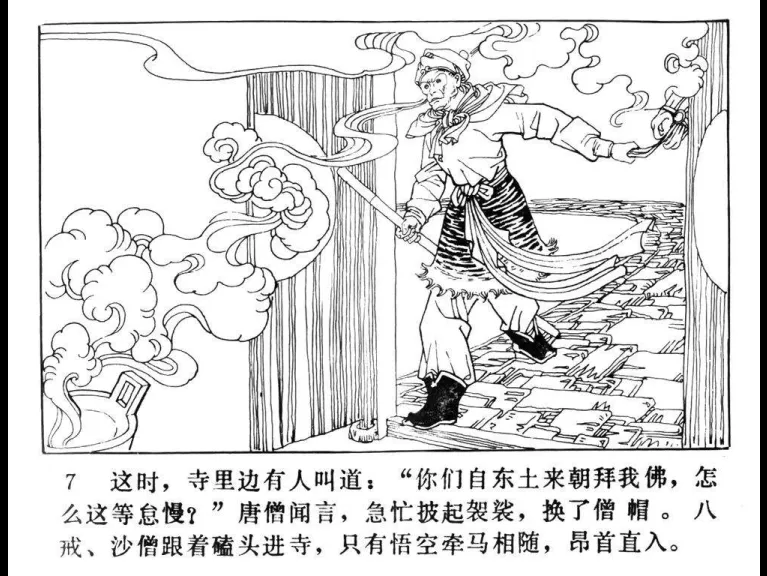 7 这时，寺里边有人叫道：“你们自东土来朝拜我佛，怎
么这等怠慢？”唐僧闻言，急忙披起袈裟，换了僧帽。八
戒、沙僧跟着磕头进寺，只有悟空牵马相随，昂首直入。